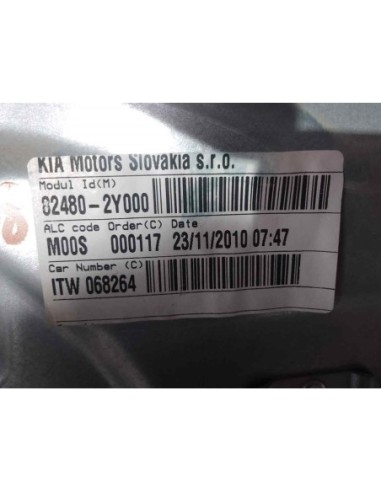 KIA Motors Slovakia s.r.o.
Modul Id(M)
82480-2Y000
ALC code Order(C) Date
M00S 000117 23/11/2010 07:47
Car Number (C)
ITW 068264